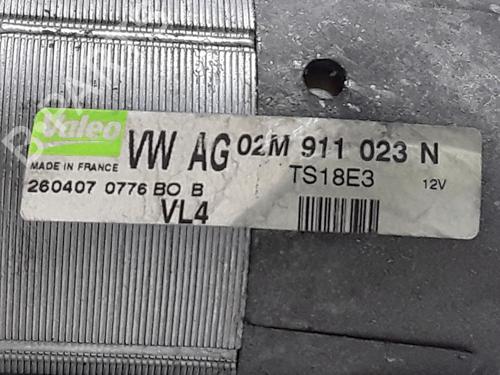 Valeo
VW AG 02M 911 023 N
MADE IN FRANCE
TS18E3
12V
260407 0776 BO B
VL4